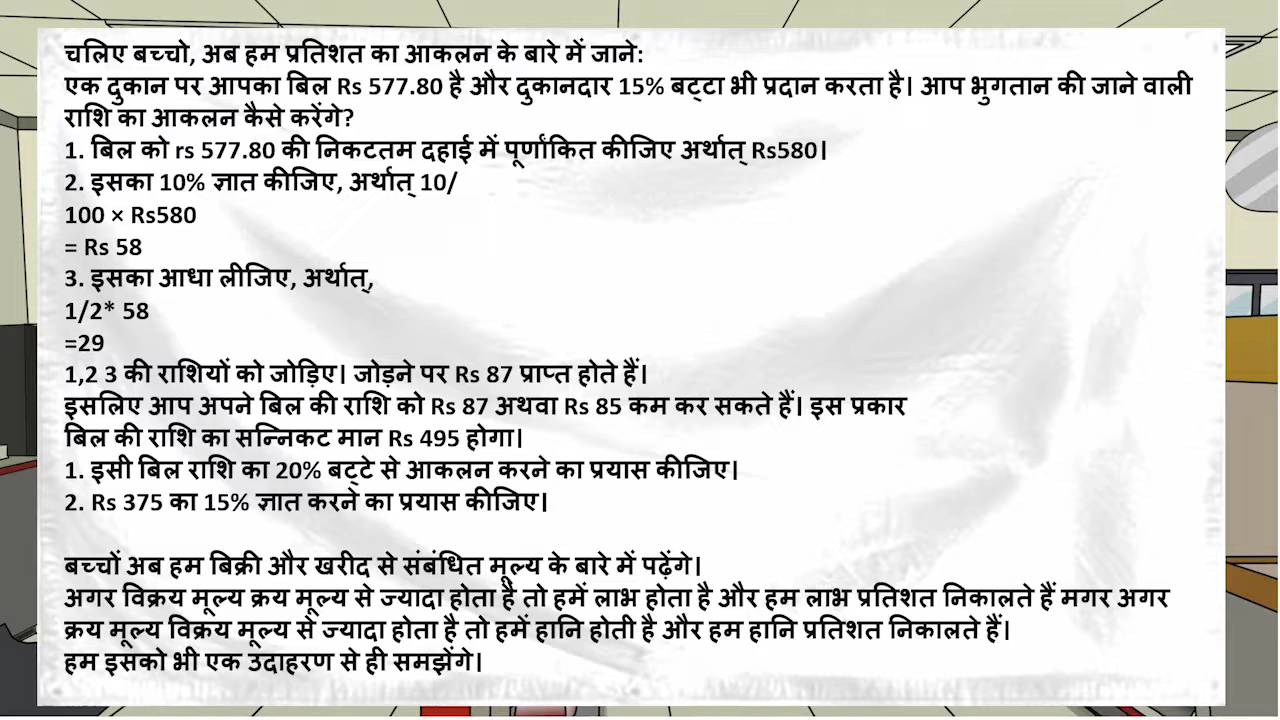 चलिए बच्चो, अब हम प्रतिशत का आकलन के बारे में जाने:
एक दुकान पर आपका बिल Rs 577.80 है और दुकानदार 15% बट्टा भी प्रदान करता है। आप भुगतान की जाने वाली
राशि का आकलन कैसे करेंगे?
1. बिल को rs 577.80 की निकटतम दहाई में पूर्णांकित कीजिए अर्थात् Rs580।
2. इसका 10% ज्ञात कीजिए, अर्थात् 10/
100 × Rs580
= Rs 58
3. इसका आधा लीजिए, अर्थात्,
1/2* 58
=29
1,2 3 की राशियों को जोड़िए। जोड़ने पर Rs 87 प्राप्त होते हैं।
इसलिए आप अपने बिल की राशि को Rs 87 अथवा Rs 85 कम कर सकते हैं। इस प्रकार
बिल की राशि का सन्निकट मान Rs 495 होगा।
1. इसी बिल राशि का 20% बट्टे से आकलन करने का प्रयास कीजिए।
2. Rs 375 का 15% ज्ञात करने का प्रयास कीजिए।
बच्चों अब हम बिक्री और खरीद से संबंधित मूल्य के बारे में पढ़ेंगे।
अगर विक्रय मूल्य क्रय मूल्य से ज्यादा होता है तो हमें लाभ होता है और हम लाभ प्रतिशत निकालते हैं मगर अगर
क्रय मूल्य विक्रय मूल्य से ज्यादा होता है तो हमें हानि होती है और हम हानि प्रतिशत निकालते हैं।
हम इसको भी एक उदाहरण से ही समझेंगे।